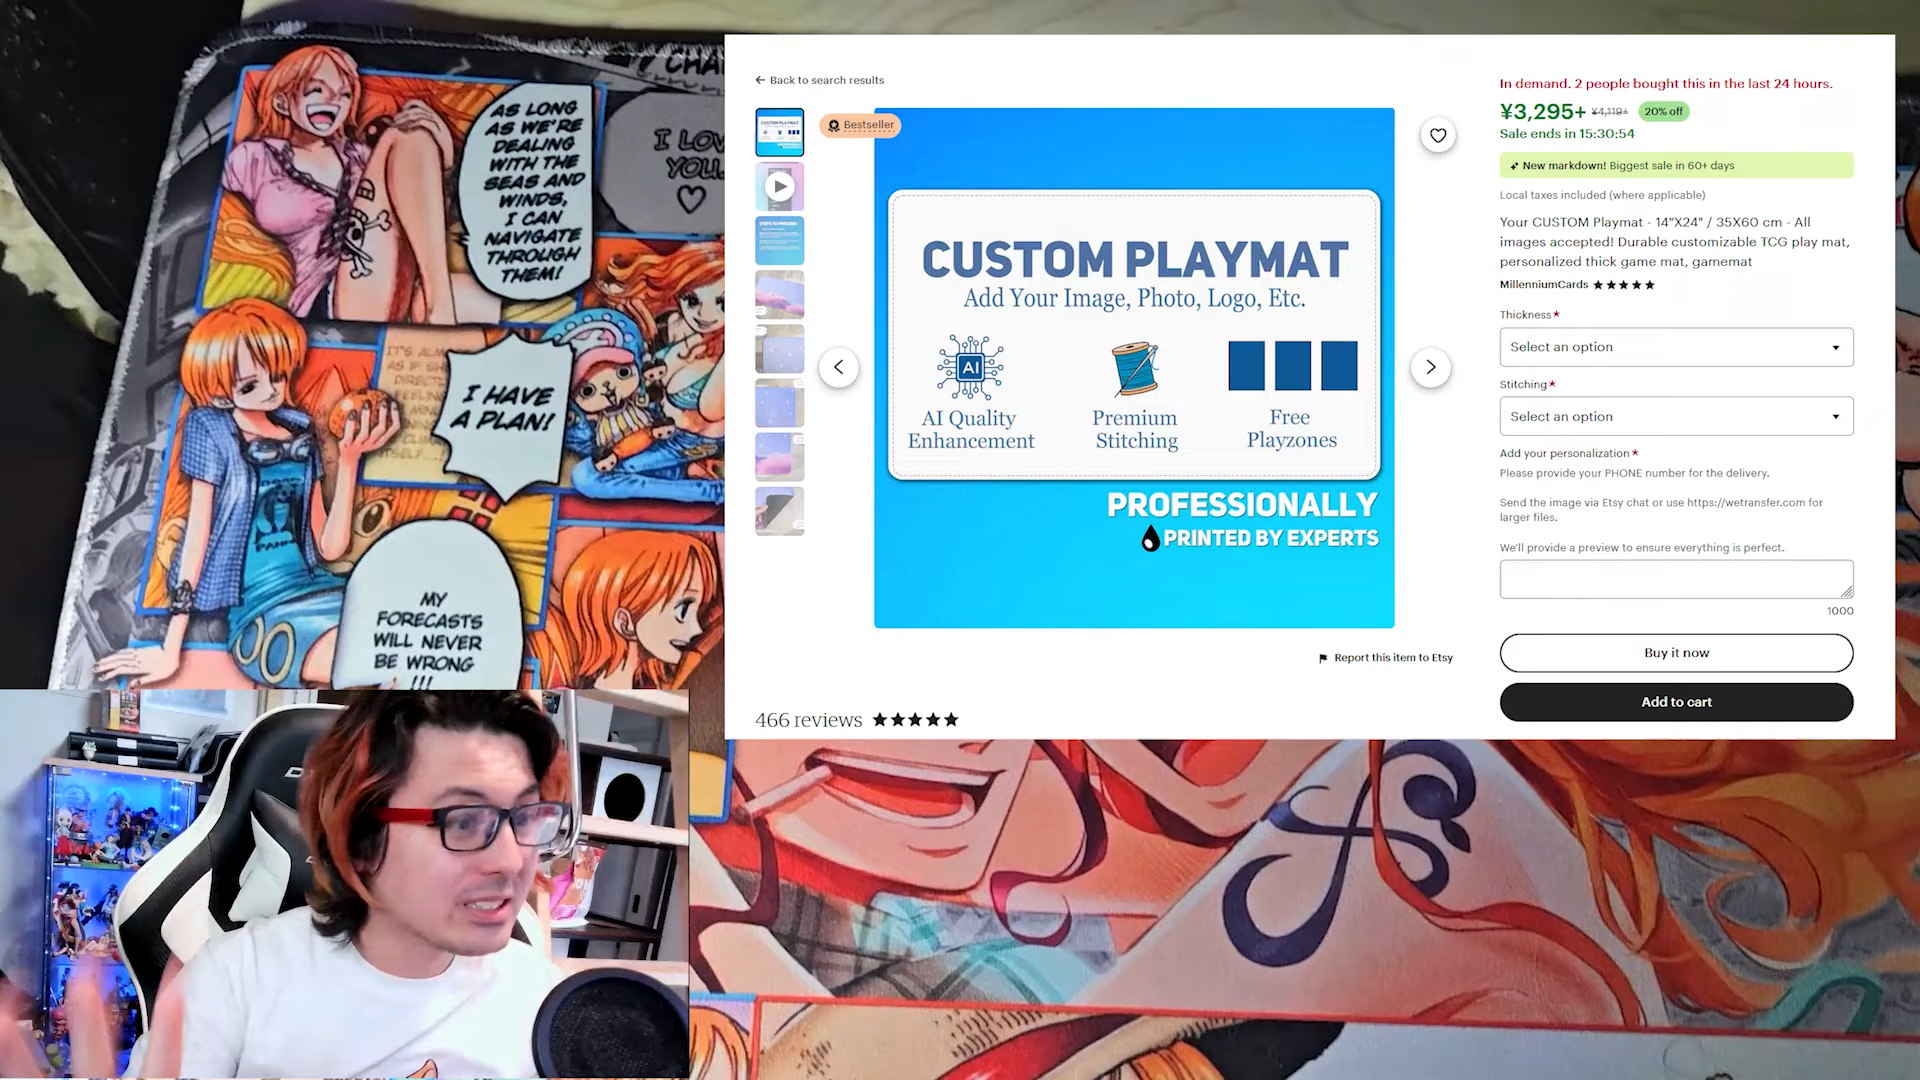 CHA
AS LONG
AS WE'RE
DEALING
WITH THE
SEAS AND
WINDS,
I CAN
NAVIGATE
THROUGH
THEM!
I LOV
YOU.
I HAVE
A PLAN!
MY
FORECASTS
WILL NEVER
BE WRONG
!!!
Back to search results
Bestseller
CUSTOM PLAYMAT
CUSTOM PLAYMAT
Add Your Image, Photo, Logo, Etc.
AI
AI Quality
Enhancement
Premium
Stitching
Free
Playzones
PROFESSIONALLY
PRINTED BY EXPERTS
Report this item to Etsy
466 reviews
In demand. 2 people bought this in the last 24 hours.
¥3,295+ ¥4,119+ 20% off
Sale ends in 15:30:54
New markdown! Biggest sale in 60+ days
Local taxes included (where applicable)
Your CUSTOM Playmat - 14"X24" / 35X60 cm - All
images accepted! Durable customizable TCG play mat,
personalized thick game mat, gamemat
MillenniumCards
Thickness*
Select an option
Stitching*
Select an option
Add your personalization*
Please provide your PHONE number for the delivery.
Send the image via Etsy chat or use https://wetransfer.com for
larger files.
We'll provide a preview to ensure everything is perfect.
1000
Buy it now
Add to cart